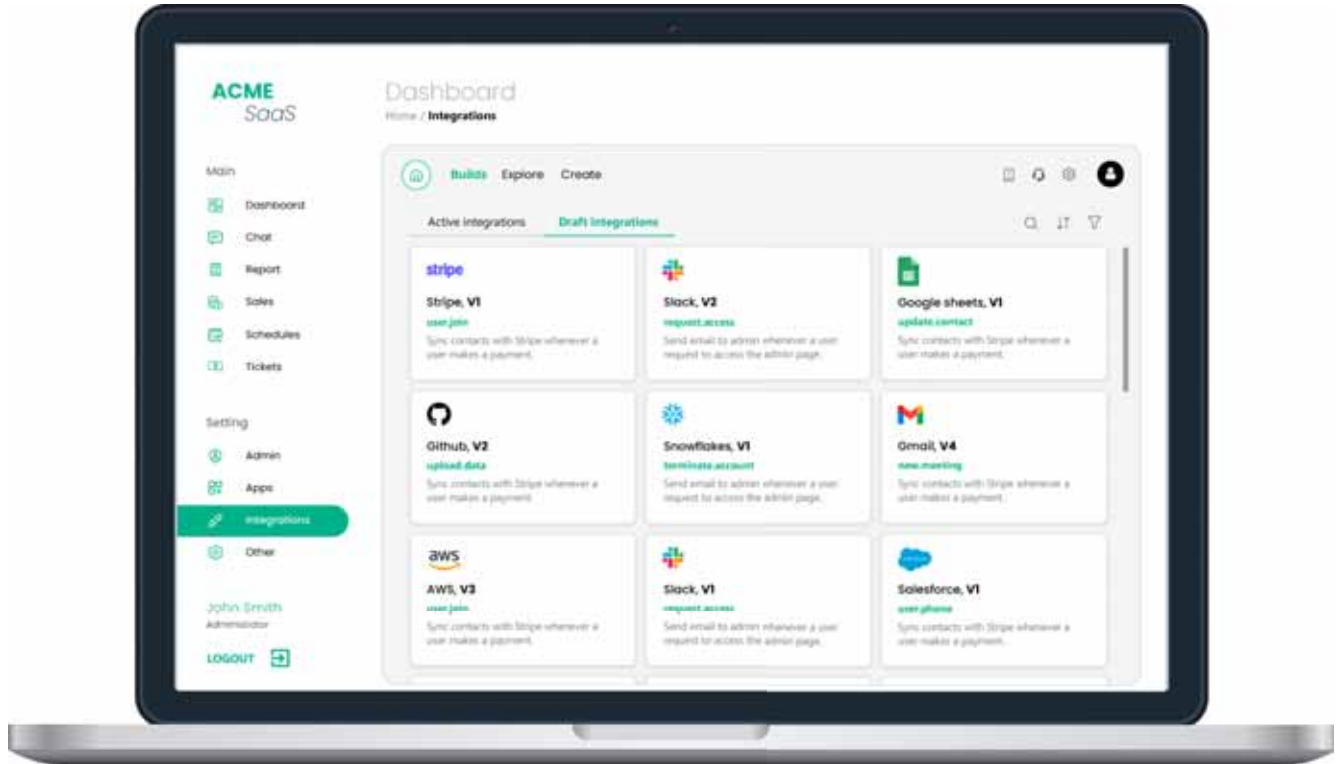 ACME
SaaS
Dashboard
Home / Integrations
Main
Dashboard
Chat
Report
Sales
Schedules
Tickets
Setting
Admin
Apps
Integrations
Other
John Smith
Administrator
LOGOUT
Builds Explore Create
Active integrations Draft integrations
stripe
Stripe, V1
user.join
Sync contacts with Stripe whenever a
user makes a payment.
Slack, V2
request.access
Send email to admin whenever a user
request to access the admin page.
Google sheets, V1
update.contact
Sync contacts with Stripe whenever a
user makes a payment.
Github, V2
upload.data
Sync contacts with Stripe whenever a
user makes a payment.
Snowflakes, V1
terminate.account
Send email to admin whenever a user
request to access the admin page.
Gmail, V4
new.meeting
Sync contacts with Stripe whenever a
user makes a payment.
aws
AWS, V3
user.join
Sync contacts with Stripe whenever a
user makes a payment.
Slack, V1
request.access
Send email to admin whenever a user
request to access the admin page.
Salesforce, V1
user.phone
Sync contacts with Stripe whenever a
user makes a payment.